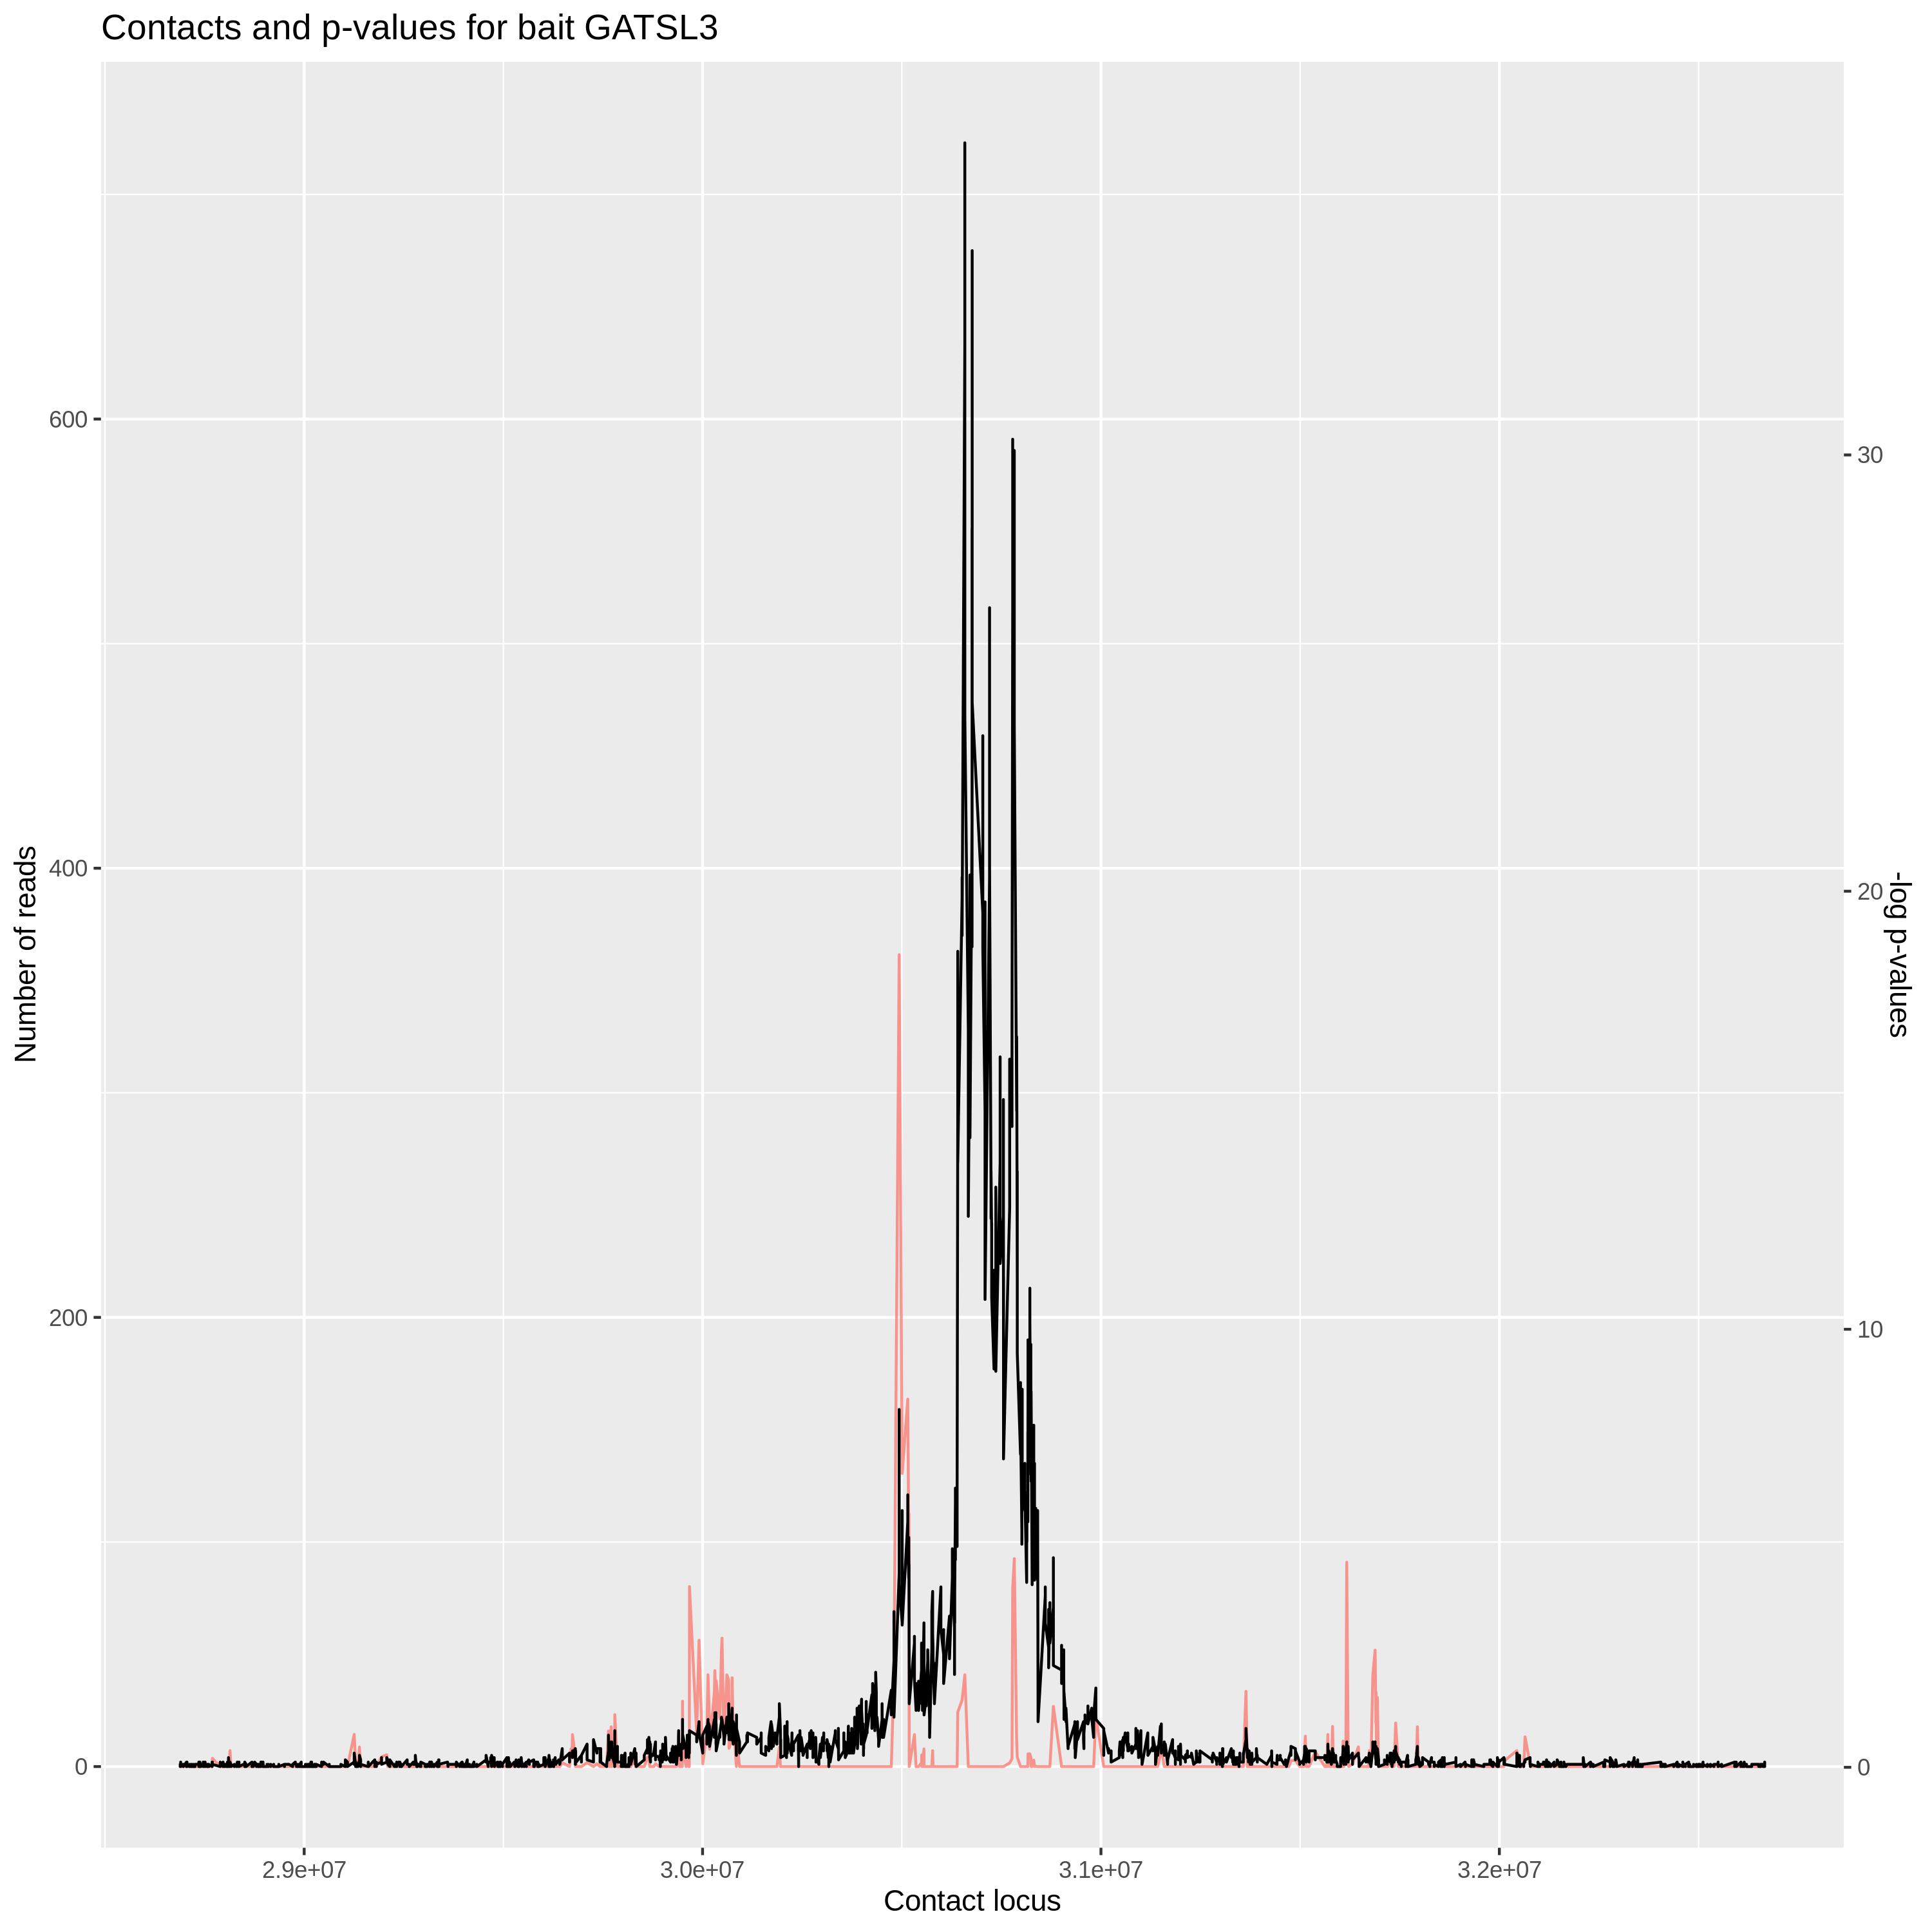 Contacts and p-values for bait GATSL3
600
400
200
0
Number of reads
30
20
10
0
-log p-values
2.9e+07
3.0e+07
3.1e+07
3.2e+07
Contact locus